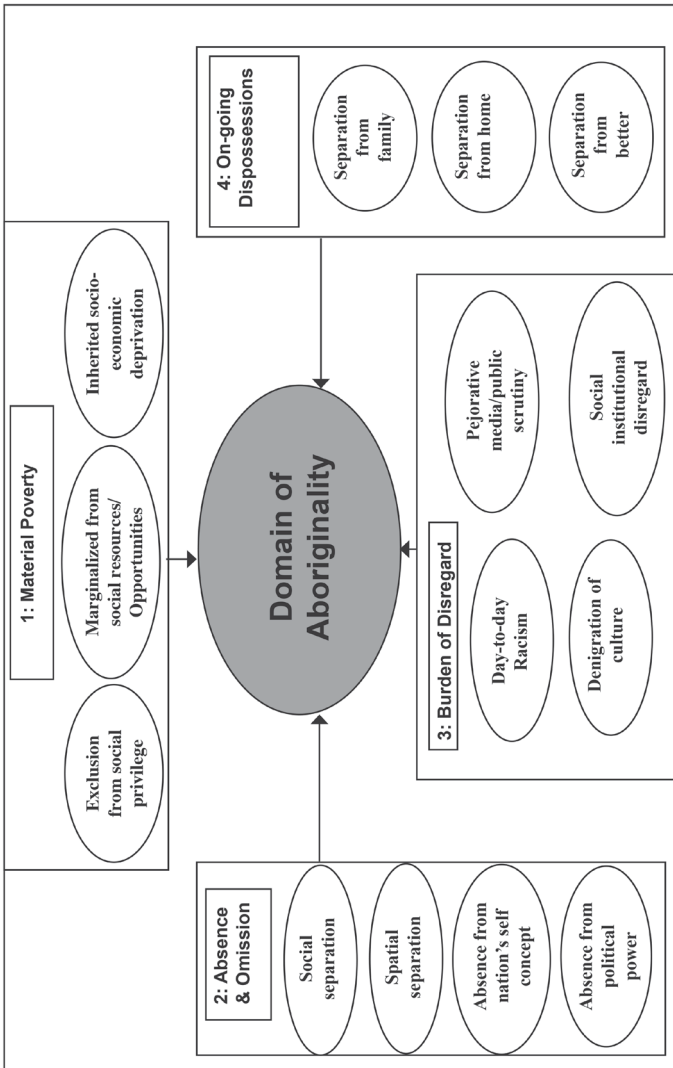 1: Material Poverty
Exclusion
from social
privilege
Marginalized from
social resources/
Opportunities
Inherited socio-
economic
deprivation
2: Absence
& Omission
Social
separation
Spatial
separation
Absence from
nation's self
concept
Absence from
political
power
Domain of
Aboriginality
3: Burden of Disregard
Day-to-day
Racism
Pejorative
media/public
scrutiny
Denigration of
culture
Social
institutional
disregard
4: On-going
Dispossessions
Separation
from
family
Separation
from home
Separation
from
better